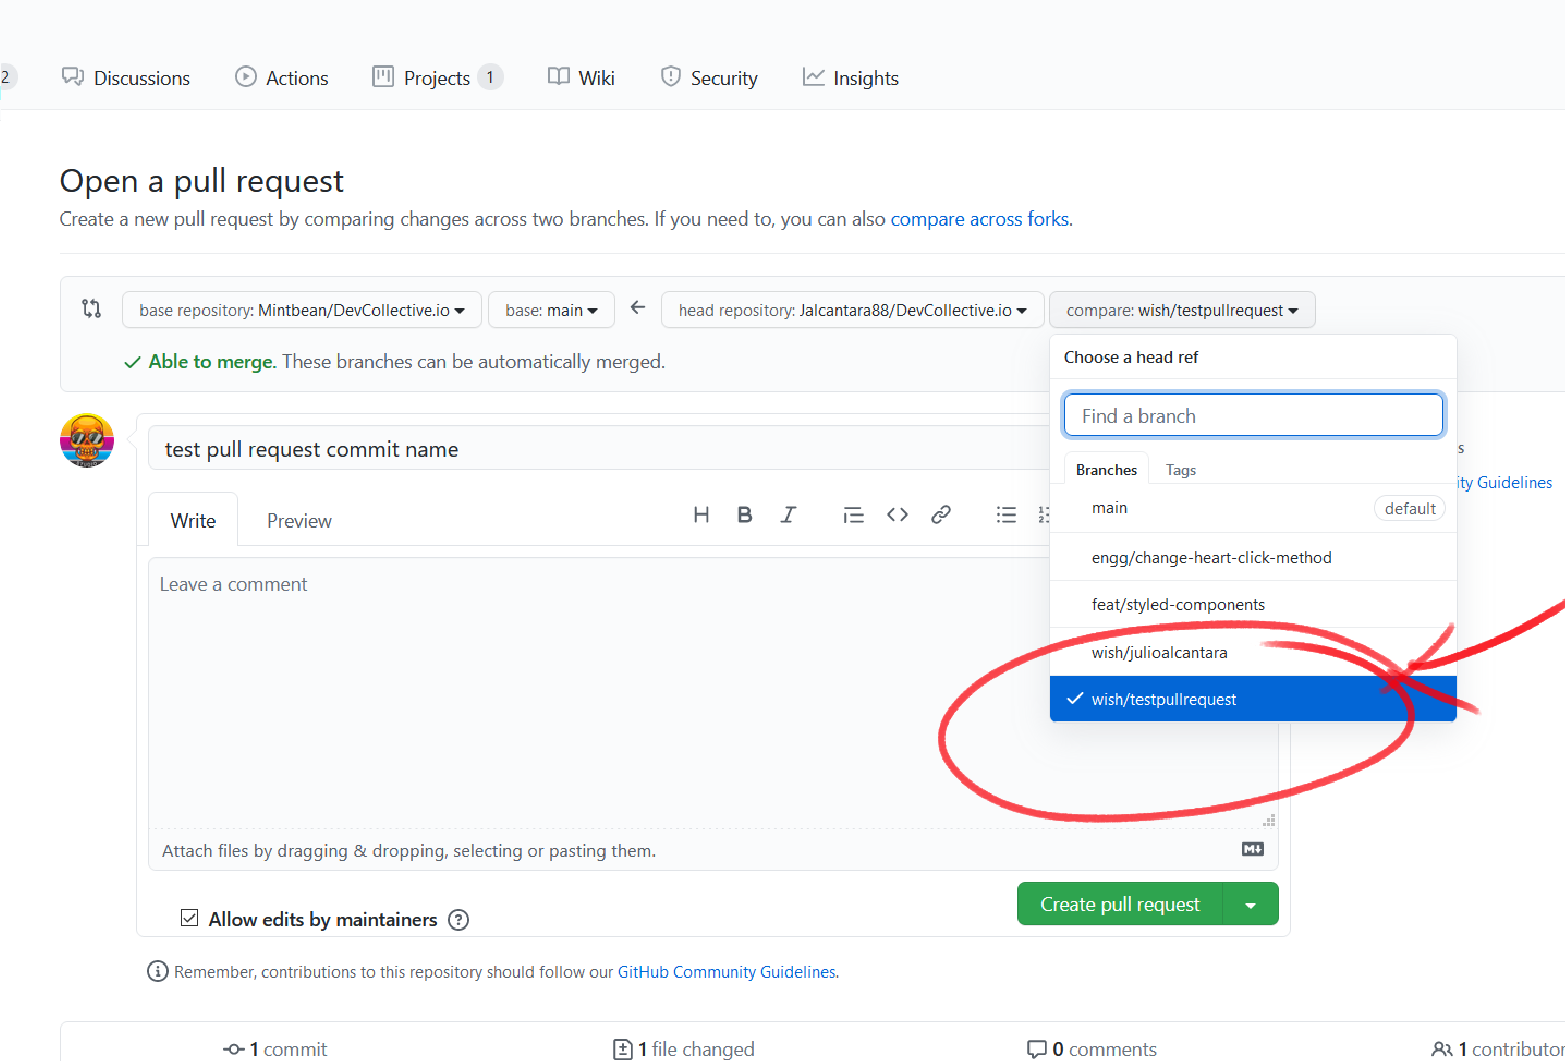 2 Discussions Actions Projects 1 Wiki Security Insights
Open a pull request
Create a new pull request by comparing changes across two branches. If you need to, you can also compare across forks.
base repository: Mintbean/DevCollective.io base: main head repository: Jalcantara88/DevCollective.io compare: wish/testpullrequest
Able to merge. These branches can be automatically merged.
Choose a head ref
Find a branch
Branches Tags
main default
engg/change-heart-click-method
feat/styled-components
wish/julioalcantara
wish/testpullrequest
s
ity Guidelines
test pull request commit name
Write Preview H B I
Leave a comment
Attach files by dragging & dropping, selecting or pasting them.
Allow edits by maintainers
Create pull request
Remember, contributions to this repository should follow our GitHub Community Guidelines.
1 commit 1 file changed 0 comments 1 contributor